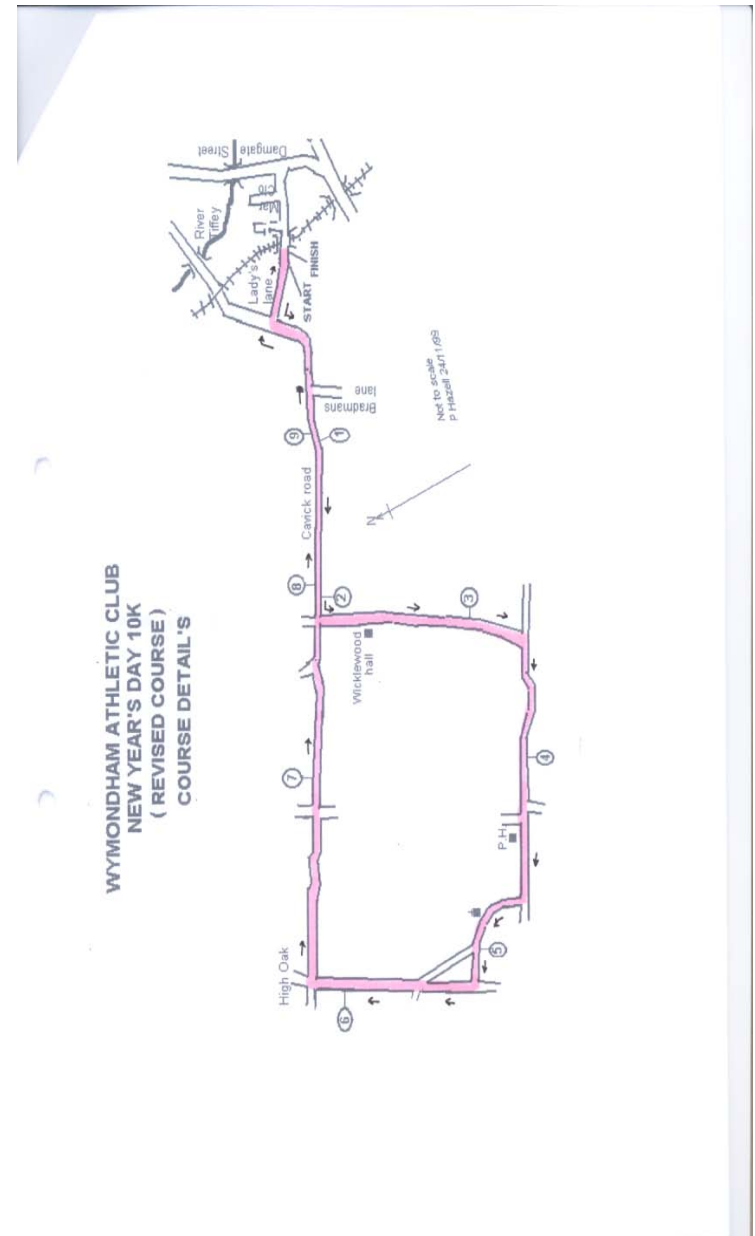 WYMONDHAM ATHLETIC CLUB
NEW YEAR'S DAY 10K
( REVISED COURSE )
COURSE DETAIL'S
Damgate
Street
River
Tiffey
Mar
clo
Lady's
lane
START
FINISH
Bradmans
lane
9
1
Cavick road
Not to scale
P Hazell 24/11/99
N
8
2
3
Wicklewood
hall
7
4
P.H
High Oak
5
6